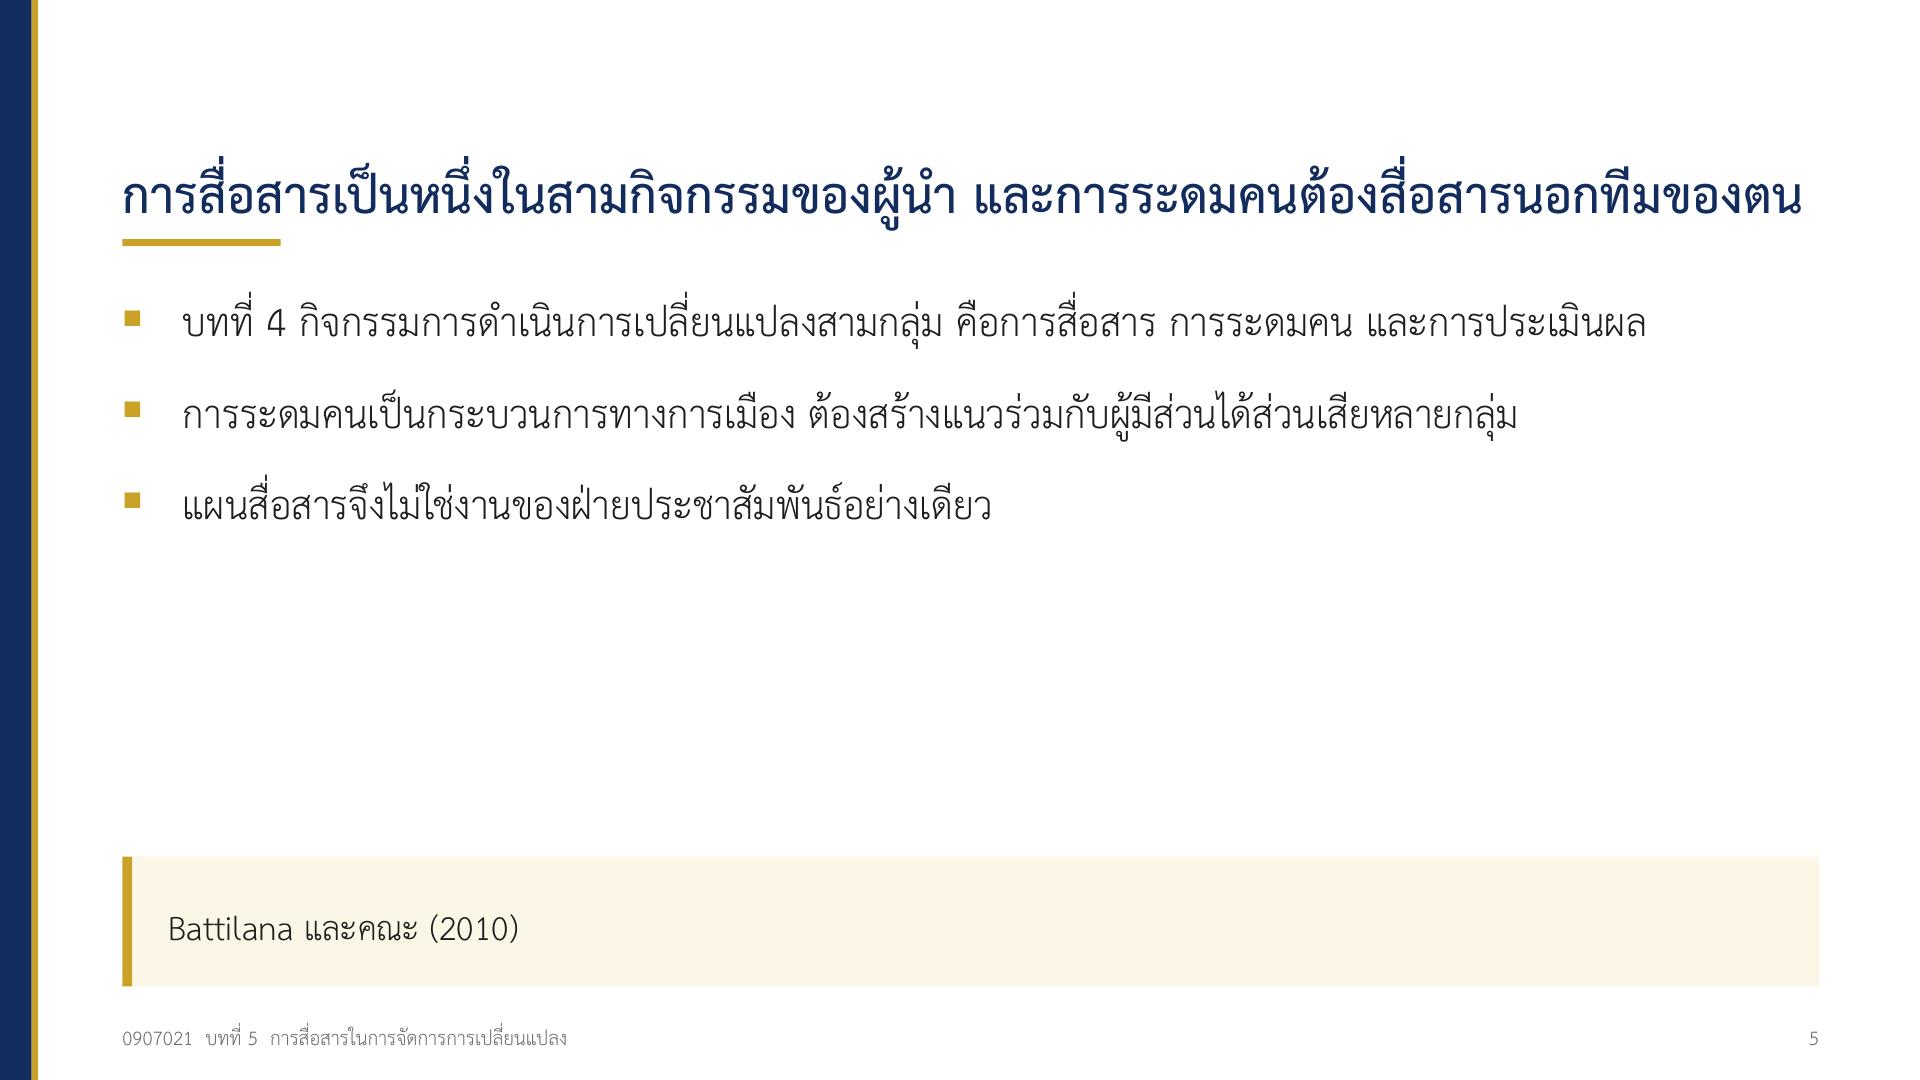 การสื่อสารเป็นหนึ่งในสามกิจกรรมของผู้นำ และการระดมคนต้องสื่อสารนอกทีมของตน
บทที่ 4 กิจกรรมการดำเนินการเปลี่ยนแปลงสามกลุ่ม คือการสื่อสาร การระดมคน และการประเมินผล
การระดมคนเป็นกระบวนการทางการเมือง ต้องสร้างแนวร่วมกับผู้มีส่วนได้ส่วนเสียหลายกลุ่ม
แผนสื่อสารจึงไม่ใช่งานของฝ่ายประชาสัมพันธ์อย่างเดียว
Battilana และคณะ (2010)
0907021 บทที่ 5 การสื่อสารในการจัดการการเปลี่ยนแปลง
5